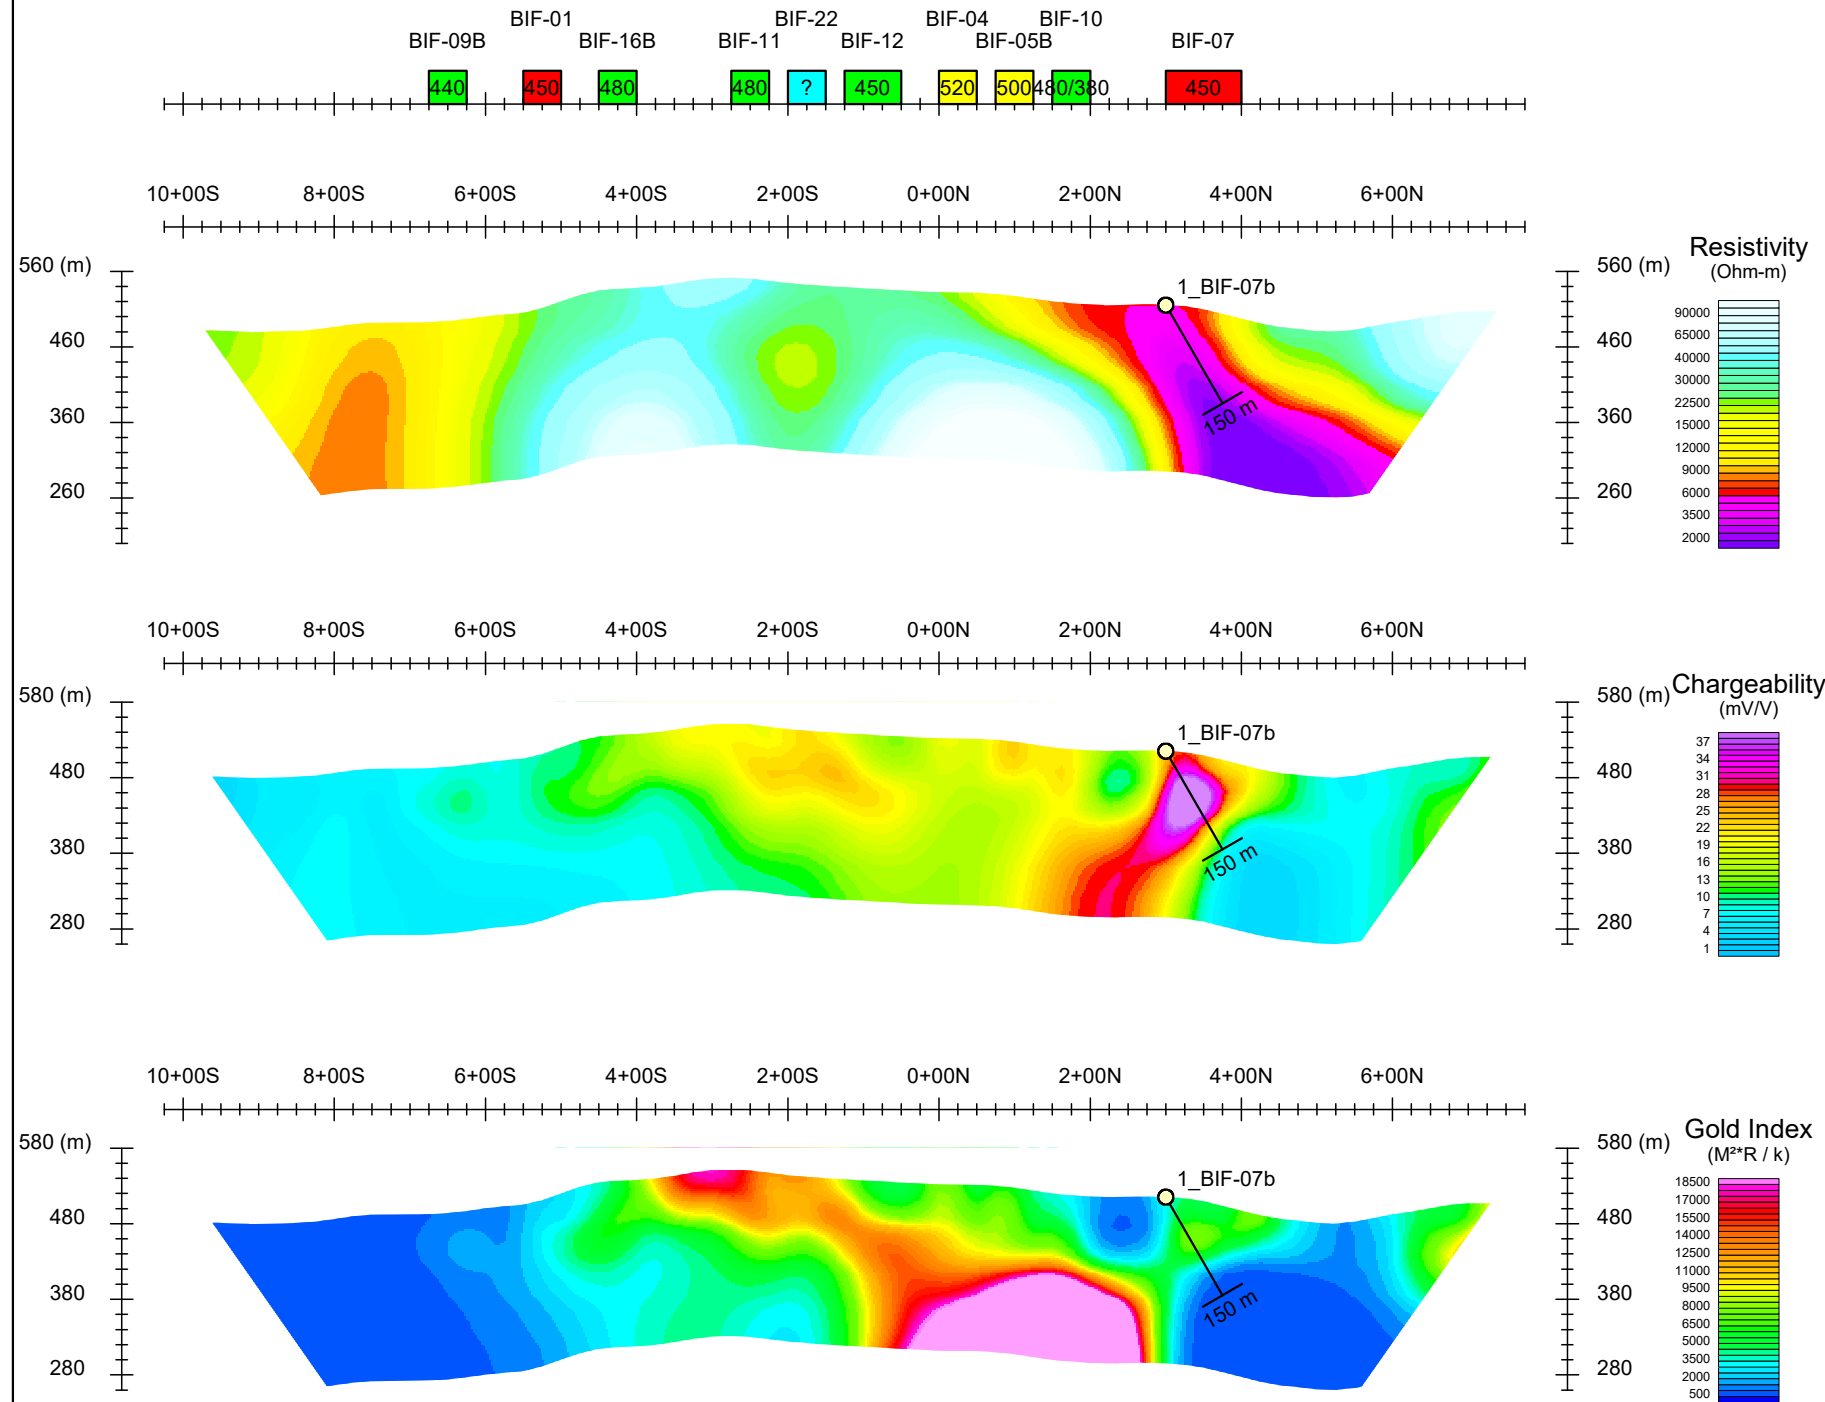 BIF-01 BIF-22 BIF-04 BIF-10
BIF-09B BIF-16B BIF-11 BIF-12 BIF-05B BIF-07
440 450 480 480 ? 450 520 500 480/380 450
10+00S 8+00S 6+00S 4+00S 2+00S 0+00N 2+00N 4+00N 6+00N
Resistivity
(Ohm-m)
560 (m) 560 (m)
1_BIF-07b
460 460
360 360
260 260
150 m
90000
65000
40000
30000
22500
15000
12000
9000
6000
3500
2000
10+00S 8+00S 6+00S 4+00S 2+00S 0+00N 2+00N 4+00N 6+00N
Chargeability
(mV/V)
580 (m) 580 (m)
1_BIF-07b
480 480
380 380
280 280
150 m
37
34
31
28
25
22
19
16
13
10
7
4
1
10+00S 8+00S 6+00S 4+00S 2+00S 0+00N 2+00N 4+00N 6+00N
Gold Index
(M²*R / k)
580 (m) 580 (m)
1_BIF-07b
480 480
380 380
280 280
150 m
18500
17000
15500
14000
12500
11000
9500
8000
6500
5000
3500
2000
500